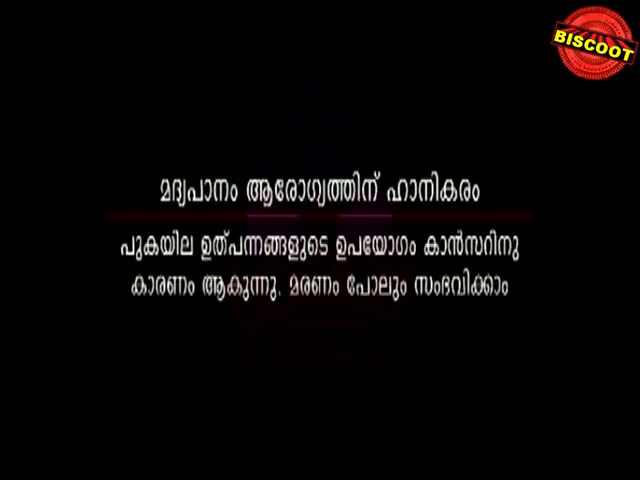 BISCOOT
മദ്യപാനം ആരോഗ്യത്തിന് ഹാനികരം
പുകയില ഉത്പന്നങ്ങളുടെ ഉപയോഗം കാൻസറിനു
കാരണം ആകുന്നു. മരണം പോലും സംഭവിക്കാം